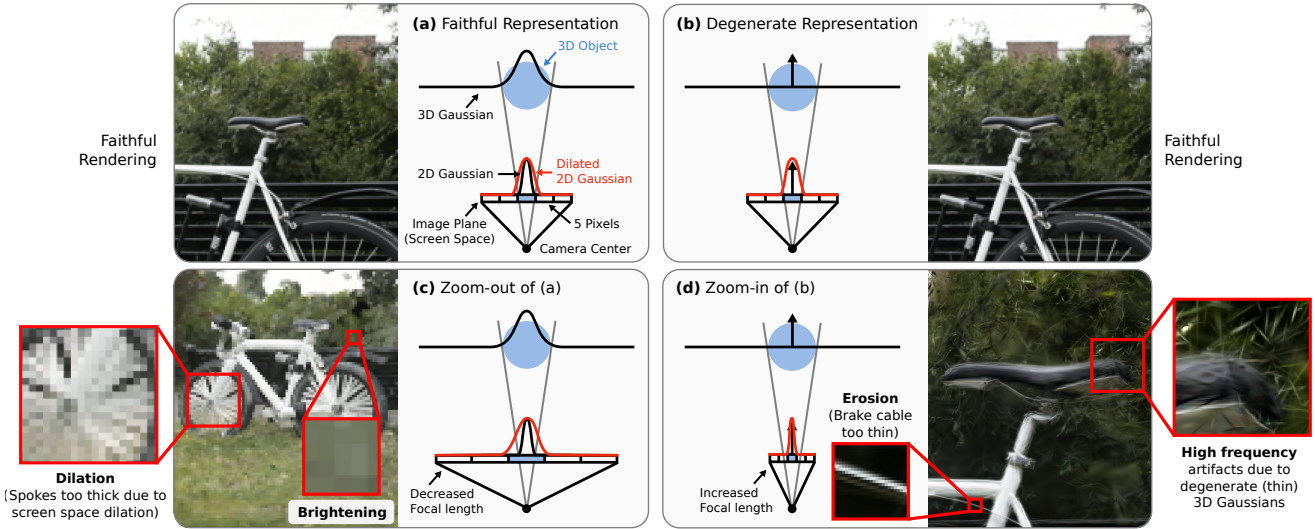 Faithful
Rendering
(a) Faithful Representation
3D Object
3D Gaussian
2D Gaussian
Dilated
2D Gaussian
Image Plane
(Screen Space)
5 Pixels
Camera Center
(b) Degenerate Representation
Faithful
Rendering
Dilation
(Spokes too thick due to
screen space dilation)
Brightening
(c) Zoom-out of (a)
Decreased
Focal length
(d) Zoom-in of (b)
Increased
Focal length
Erosion
(Brake cable
too thin)
High frequency
artifacts due to
degenerate (thin)
3D Gaussians